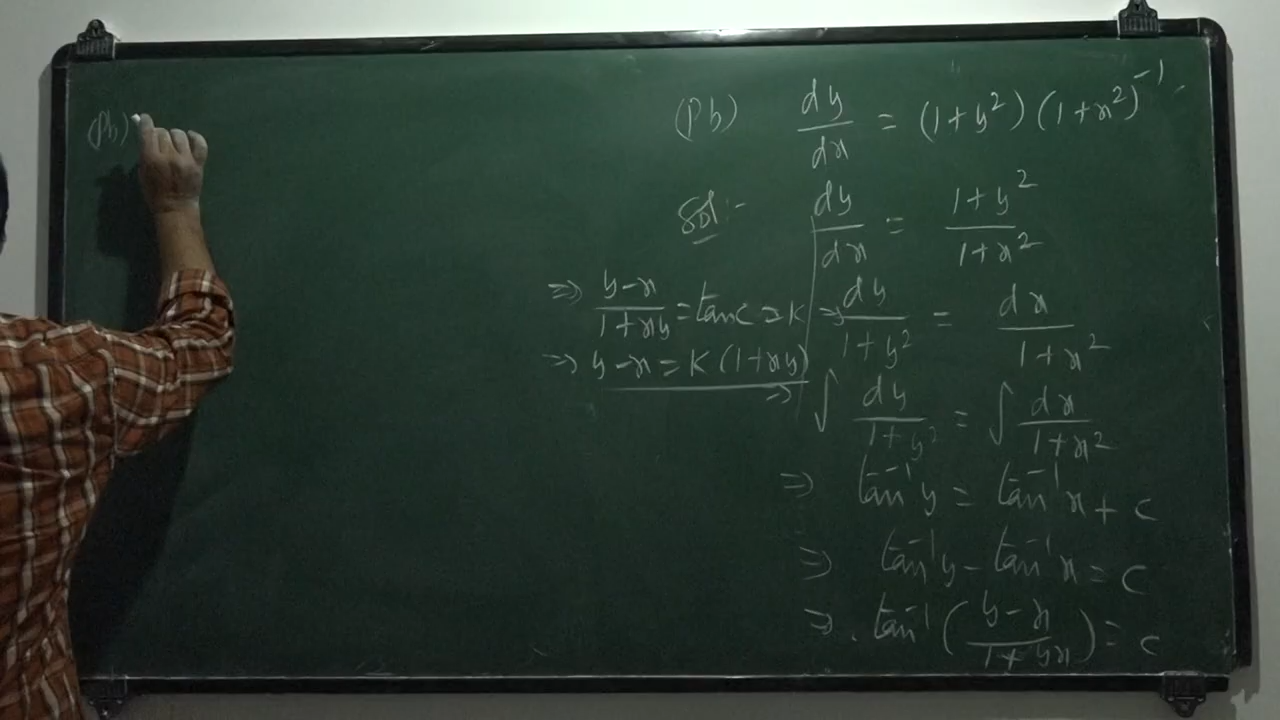 (Pb)
(Pb) dy/dx = (1+y²)(1+x²)⁻¹
Sol:- dy/dx = (1+y²)/(1+x²)
⇒ dy/(1+y²) = dx/(1+x²)
⇒ ∫ dy/(1+y²) = ∫ dx/(1+x²)
⇒ tan⁻¹y = tan⁻¹x + c
⇒ tan⁻¹y - tan⁻¹x = c
⇒ tan⁻¹((y-x)/(1+yx)) = c
⇒ (y-x)/(1+xy) = tan c = K
⇒ y-x = K(1+xy)